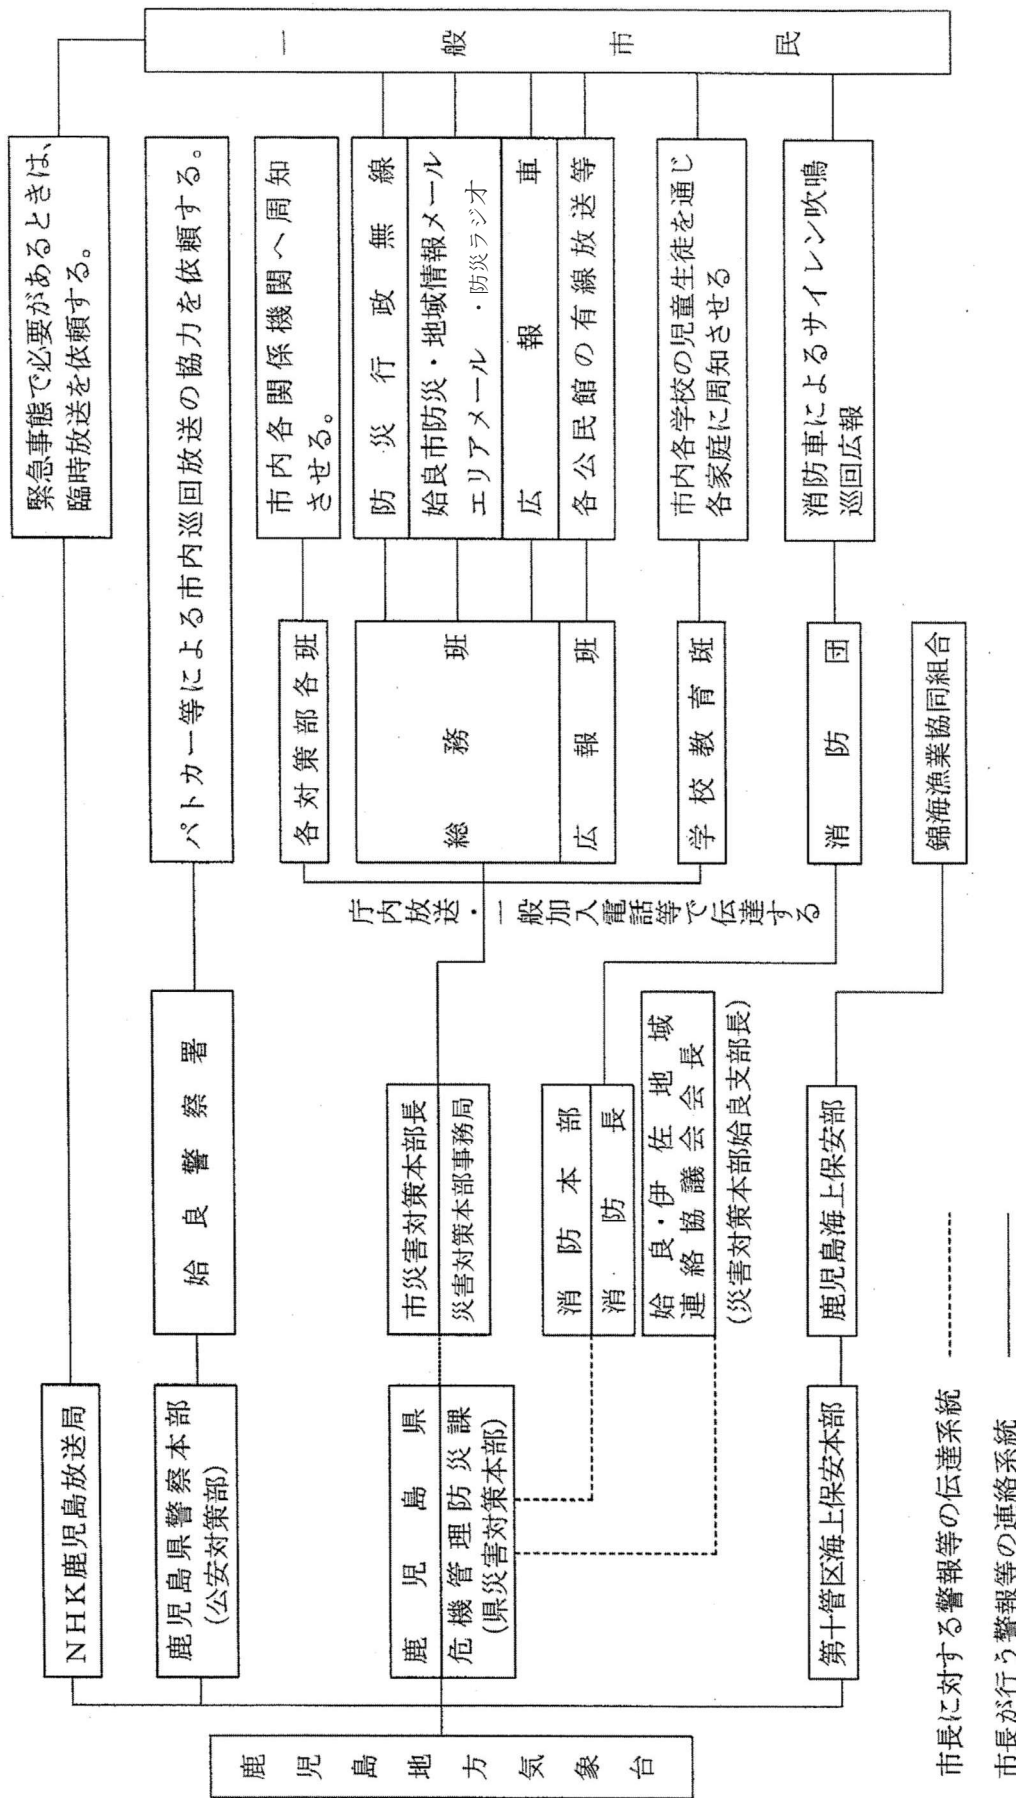 鹿児島地方気象台
NHK鹿児島放送局
鹿児島県警察本部
(公安対策部)
鹿児島県
危機管理防災課
(県災害対策本部)
第十管区海上保安本部
姶良警察署
市災害対策本部長
災害対策本部事務局
消防本部
消防長
姶良・伊佐地域
連絡協議会会長
(災害対策本部姶良支部長)
鹿児島海上保安部
庁内放送・一般加入電話等で伝達する
各対策部各班
総務班
広報班
学校教育班
消防団
錦海漁業協同組合
緊急事態で必要があるときは、
臨時放送を依頼する。
パトカー等による市内巡回放送の協力を依頼する。
市内各関係機関へ周知
させる。
防災行政無線
姶良市防災・地域情報メール
エリアメール・防災ラジオ
広報車
各公民館の有線放送等
市内各学校の児童生徒を通じ
各家庭に周知させる
消防車によるサイレン吹鳴
巡回広報
一般市民
市長に対する警報等の伝達系統
市長が行う警報等の連絡系統